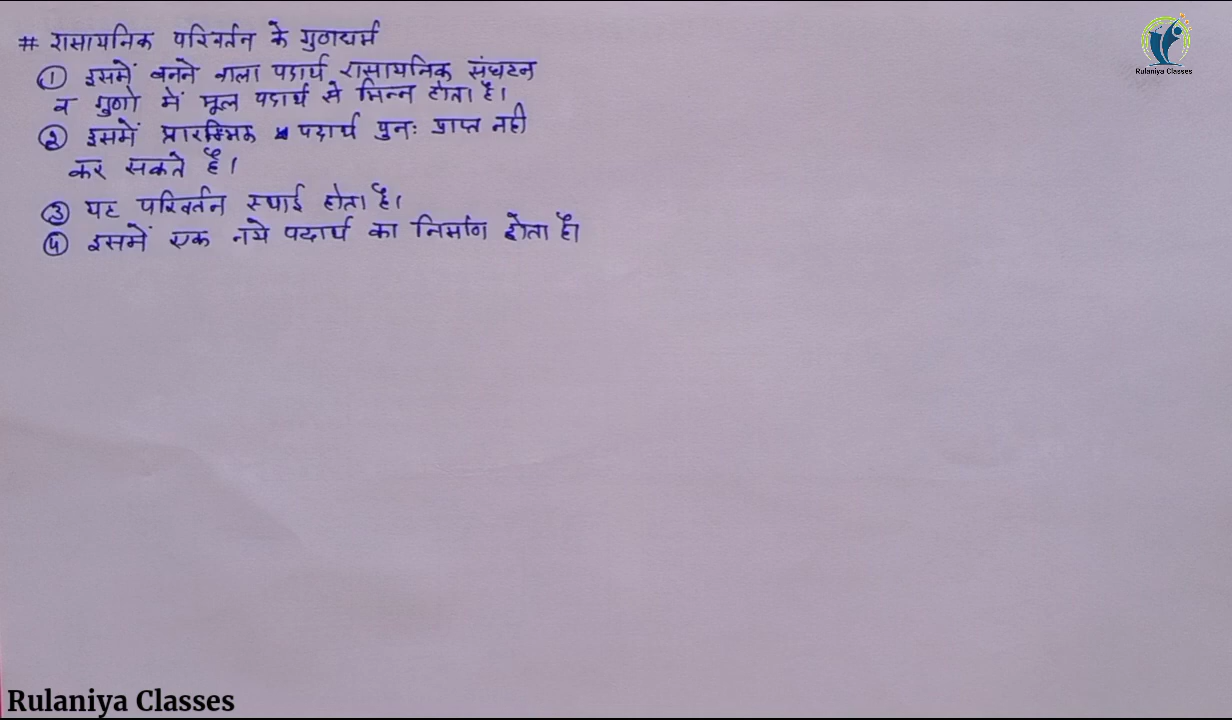 # रासायनिक परिवर्तन के गुणधर्म
① इसमें बनने वाला पदार्थ रासायनिक संघटन
व गुणो में मूल पदार्थ से भिन्न होता है।
② इसमें प्रारम्भिक पदार्थ पुनः प्राप्त नही
कर सकते है।
③ यह परिवर्तन स्थाई होता है।
④ इसमें एक नये पदार्थ का निर्माण होता है।
Rulaniya Classes
Rulaniya Classes